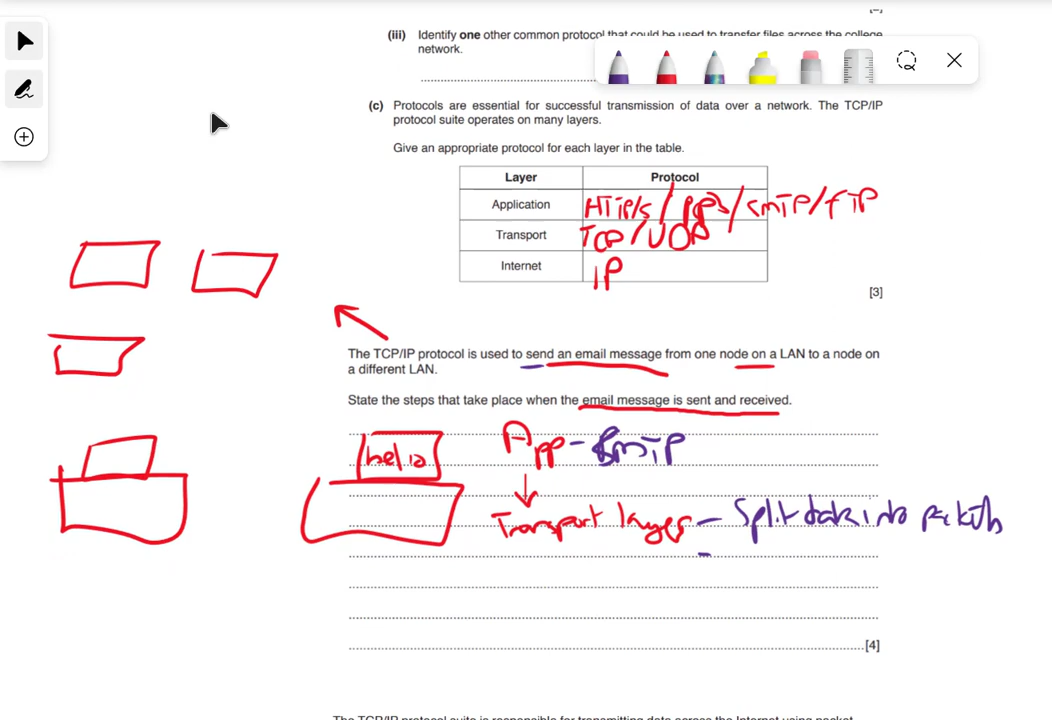 [–]
(iii) Identify one other common protocol that could be used to transfer files across the college
network.
(c) Protocols are essential for successful transmission of data over a network. The TCP/IP
protocol suite operates on many layers.
Give an appropriate protocol for each layer in the table.
Layer Protocol
Application HTTP/s / POP3 / SMTP/FTP
Transport TCP / UDP
Internet IP
[3]
The TCP/IP protocol is used to send an email message from one node on a LAN to a node on
a different LAN.
State the steps that take place when the email message is sent and received.
hello App - SMTP
Transport layer - Split data into packets
[4]
The TCP/IP protocol suite is responsible for transmitting data across the Internet using packet